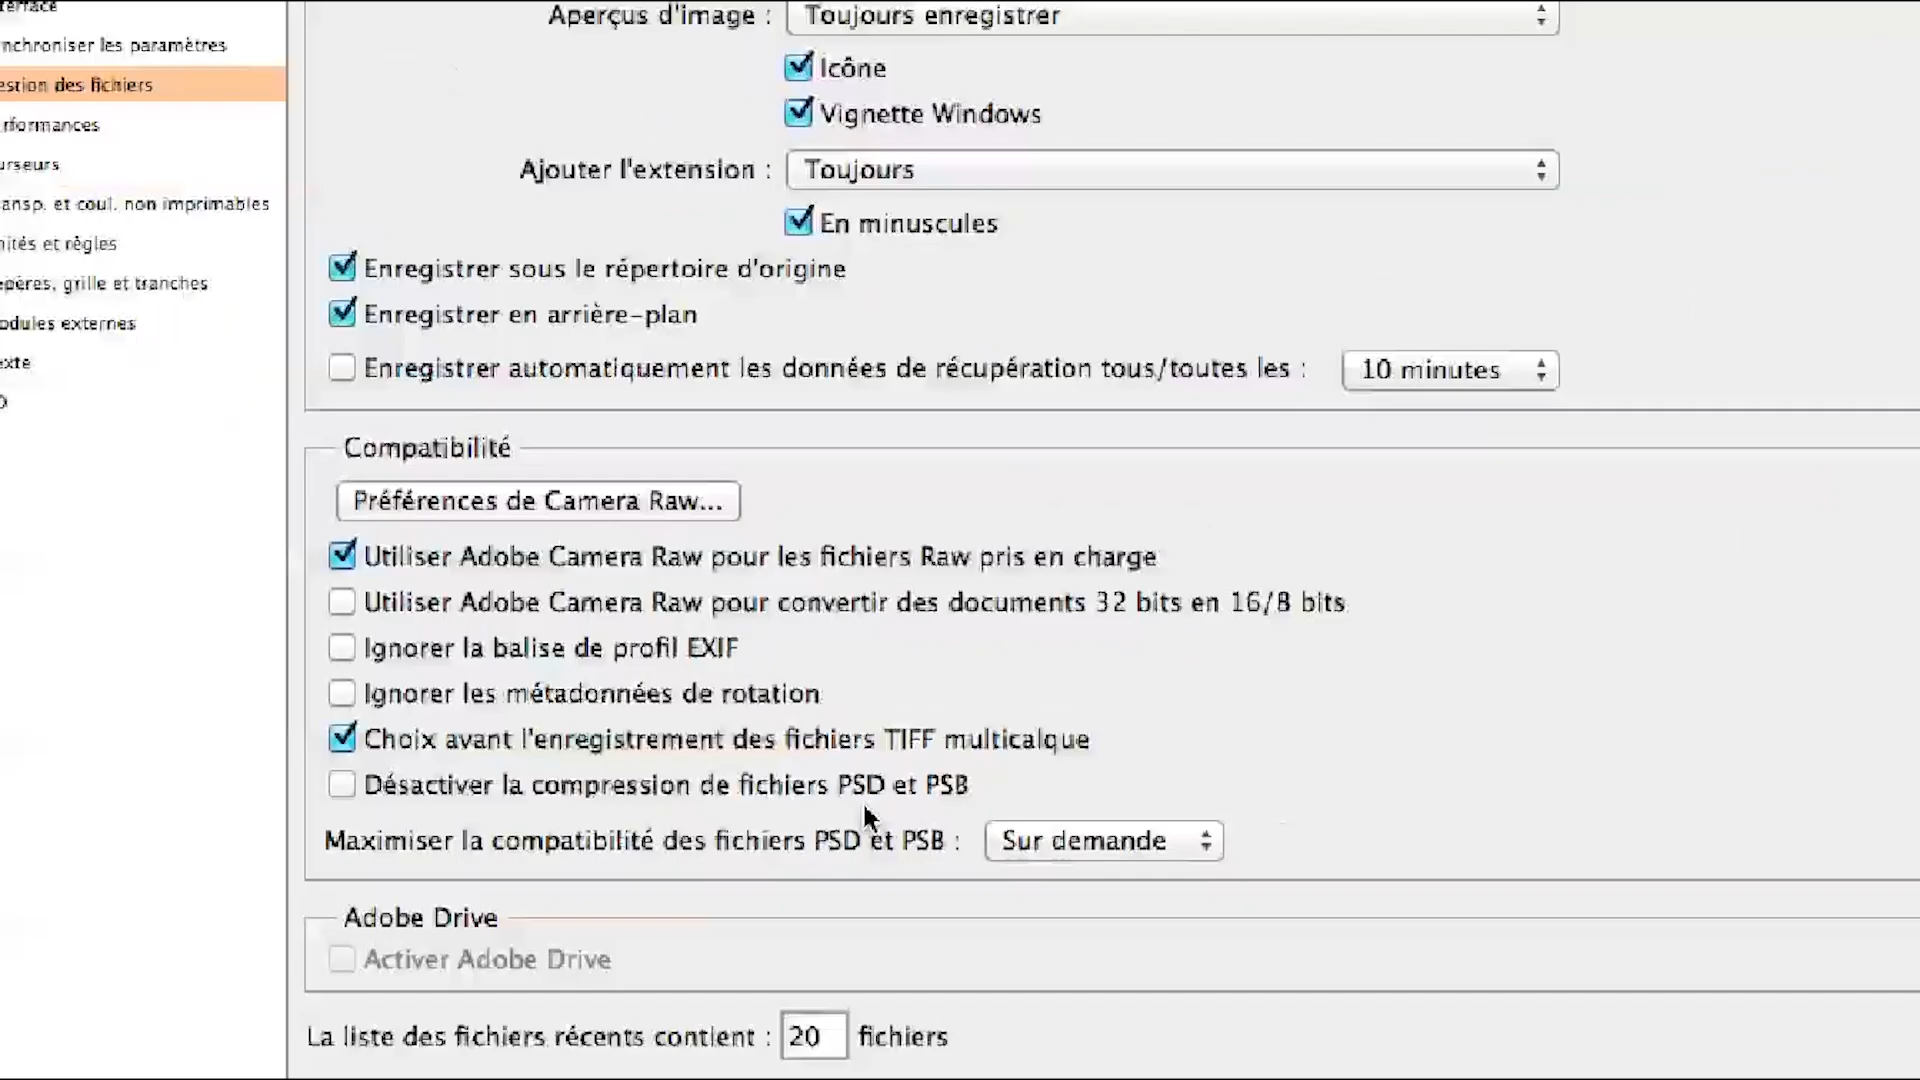 terface
nchroniser les paramètres
estion des fichiers
rformances
urseurs
ansp. et coul. non imprimables
nités et règles
epères, grille et tranches
odules externes
exte
D
Aperçus d'image : Toujours enregistrer
Icône
Vignette Windows
Ajouter l'extension : Toujours
En minuscules
Enregistrer sous le répertoire d'origine
Enregistrer en arrière-plan
Enregistrer automatiquement les données de récupération tous/toutes les : 10 minutes
Compatibilité
Préférences de Camera Raw...
Utiliser Adobe Camera Raw pour les fichiers Raw pris en charge
Utiliser Adobe Camera Raw pour convertir des documents 32 bits en 16/8 bits
Ignorer la balise de profil EXIF
Ignorer les métadonnées de rotation
Choix avant l'enregistrement des fichiers TIFF multicalque
Désactiver la compression de fichiers PSD et PSB
Maximiser la compatibilité des fichiers PSD et PSB : Sur demande
Adobe Drive
Activer Adobe Drive
La liste des fichiers récents contient : 20 fichiers